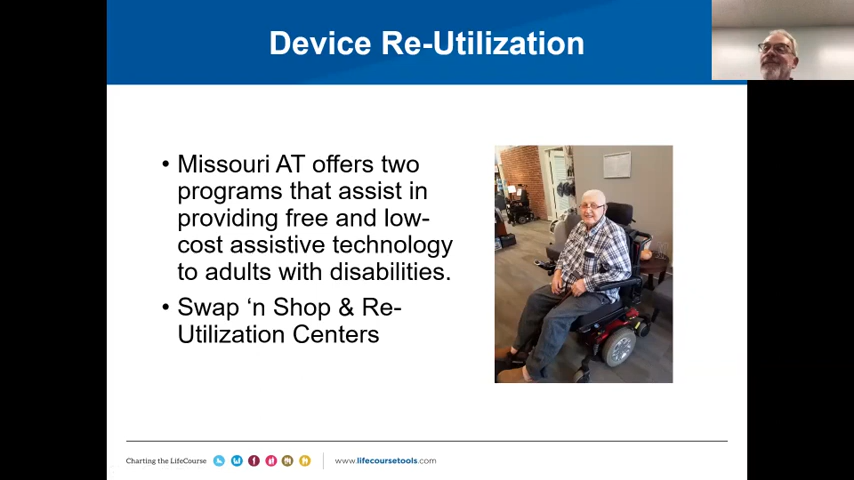 Device Re-Utilization
• Missouri AT offers two
programs that assist in
providing free and low-
cost assistive technology
to adults with disabilities.
• Swap ‘n Shop & Re-
Utilization Centers
Charting the LifeCourse
www.lifecoursetools.com